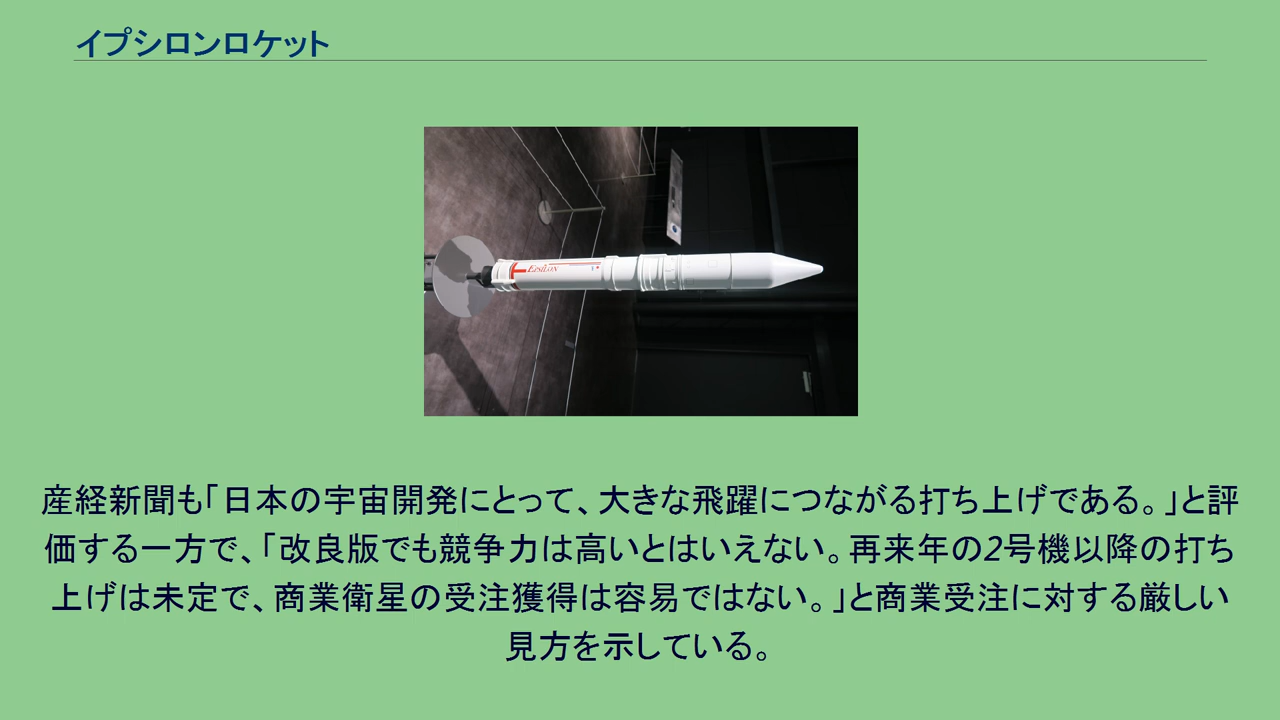 イプシロンロケット
EPSILON
産経新聞も「日本の宇宙開発にとって、大きな飛躍につながる打ち上げである。」と評
価する一方で、「改良版でも競争力は高いとはいえない。再来年の2号機以降の打ち
上げは未定で、商業衛星の受注獲得は容易ではない。」と商業受注に対する厳しい
見方を示している。